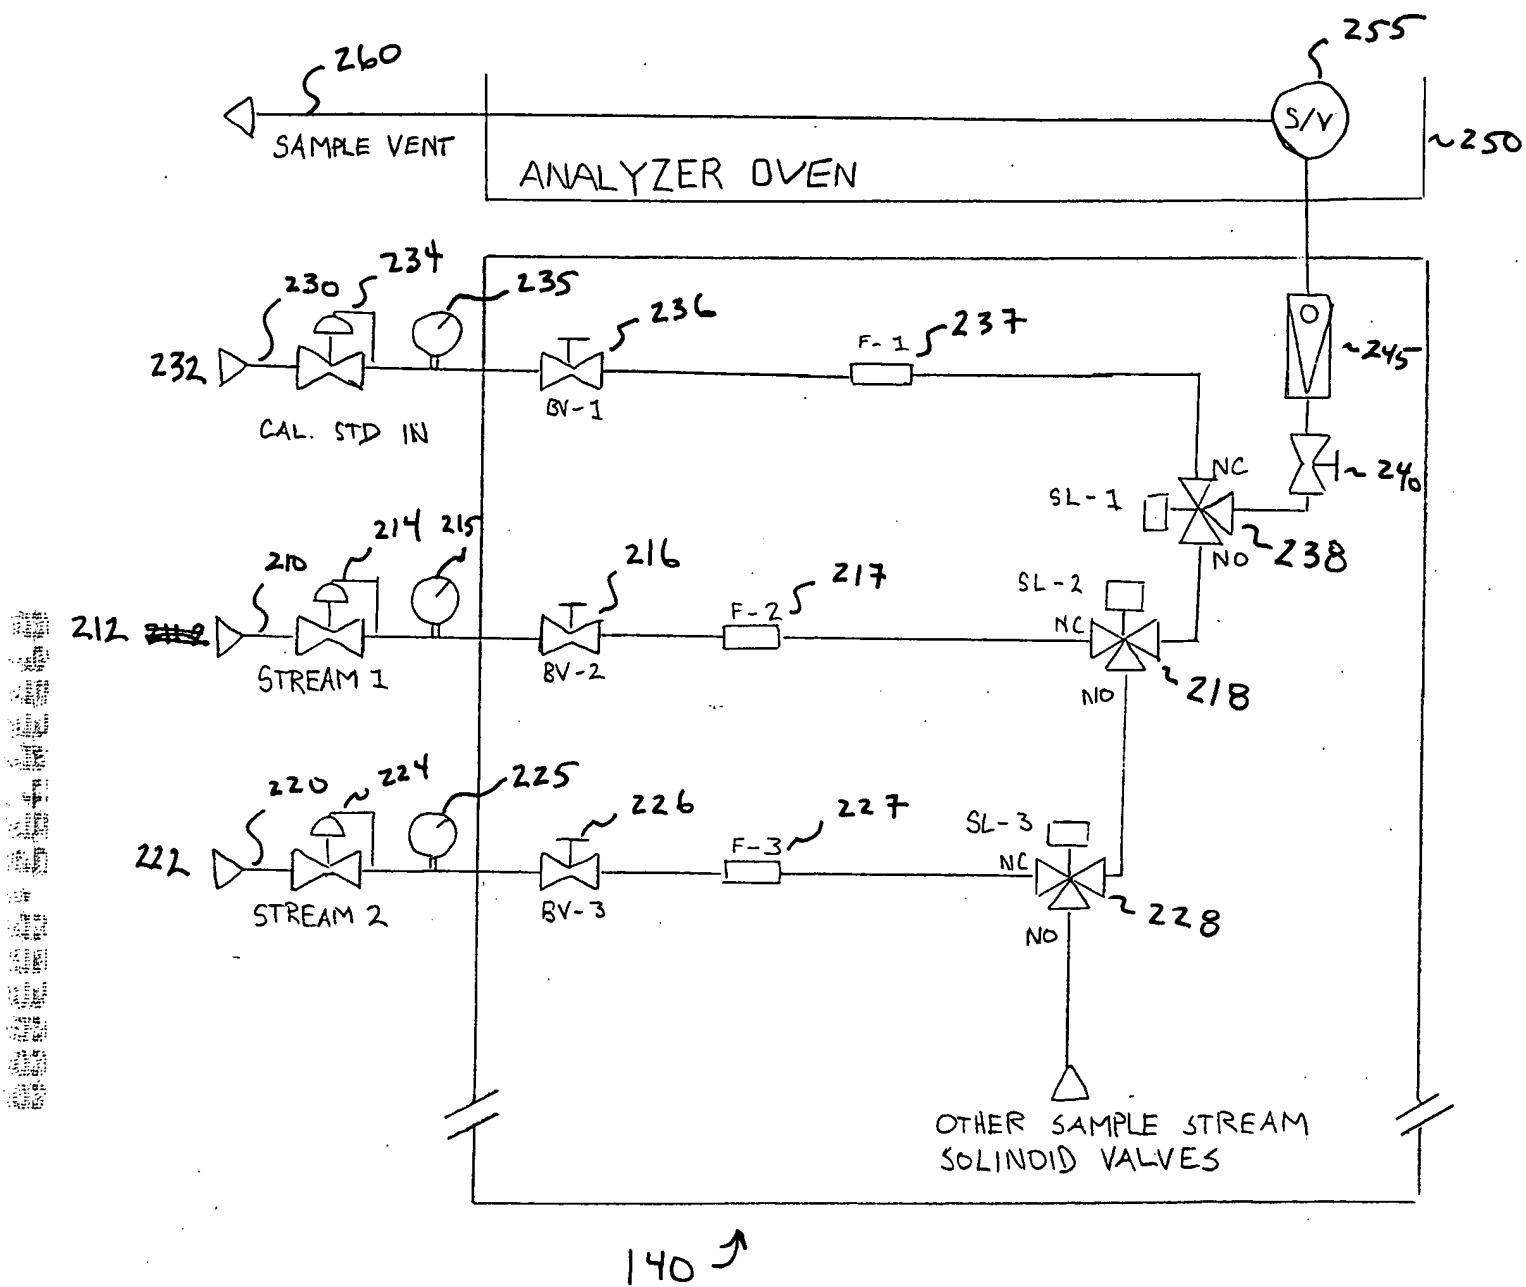 255
260
S/V
SAMPLE VENT
~250
ANALYZER OVEN
234
230
235
236
237
F-1
232
~245
BV-1
CAL. STD IN
NC
~240
SL-1
214
215
238
NO
210
216
217
SL-2
F-2
NC
212
STREAM 1
BV-2
218
NO
224
225
220
226
227
SL-3
F-3
NC
222
STREAM 2
BV-3
228
NO
OTHER SAMPLE STREAM
SOLINOID VALVES
140